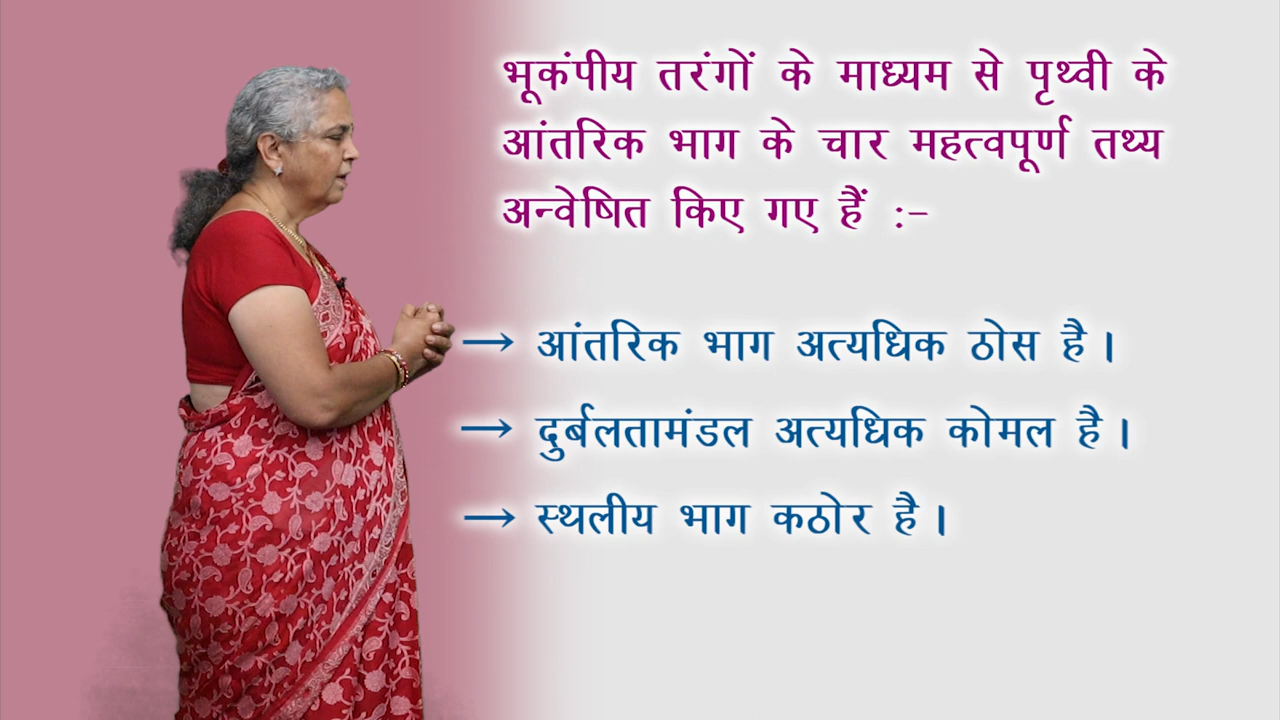 भूकंपीय तरंगों के माध्यम से पृथ्वी के
आंतरिक भाग के चार महत्वपूर्ण तथ्य
अन्वेषित किए गए हैं :-
→ आंतरिक भाग अत्यधिक ठोस है।
→ दुर्बलतामंडल अत्यधिक कोमल है।
→ स्थलीय भाग कठोर है।